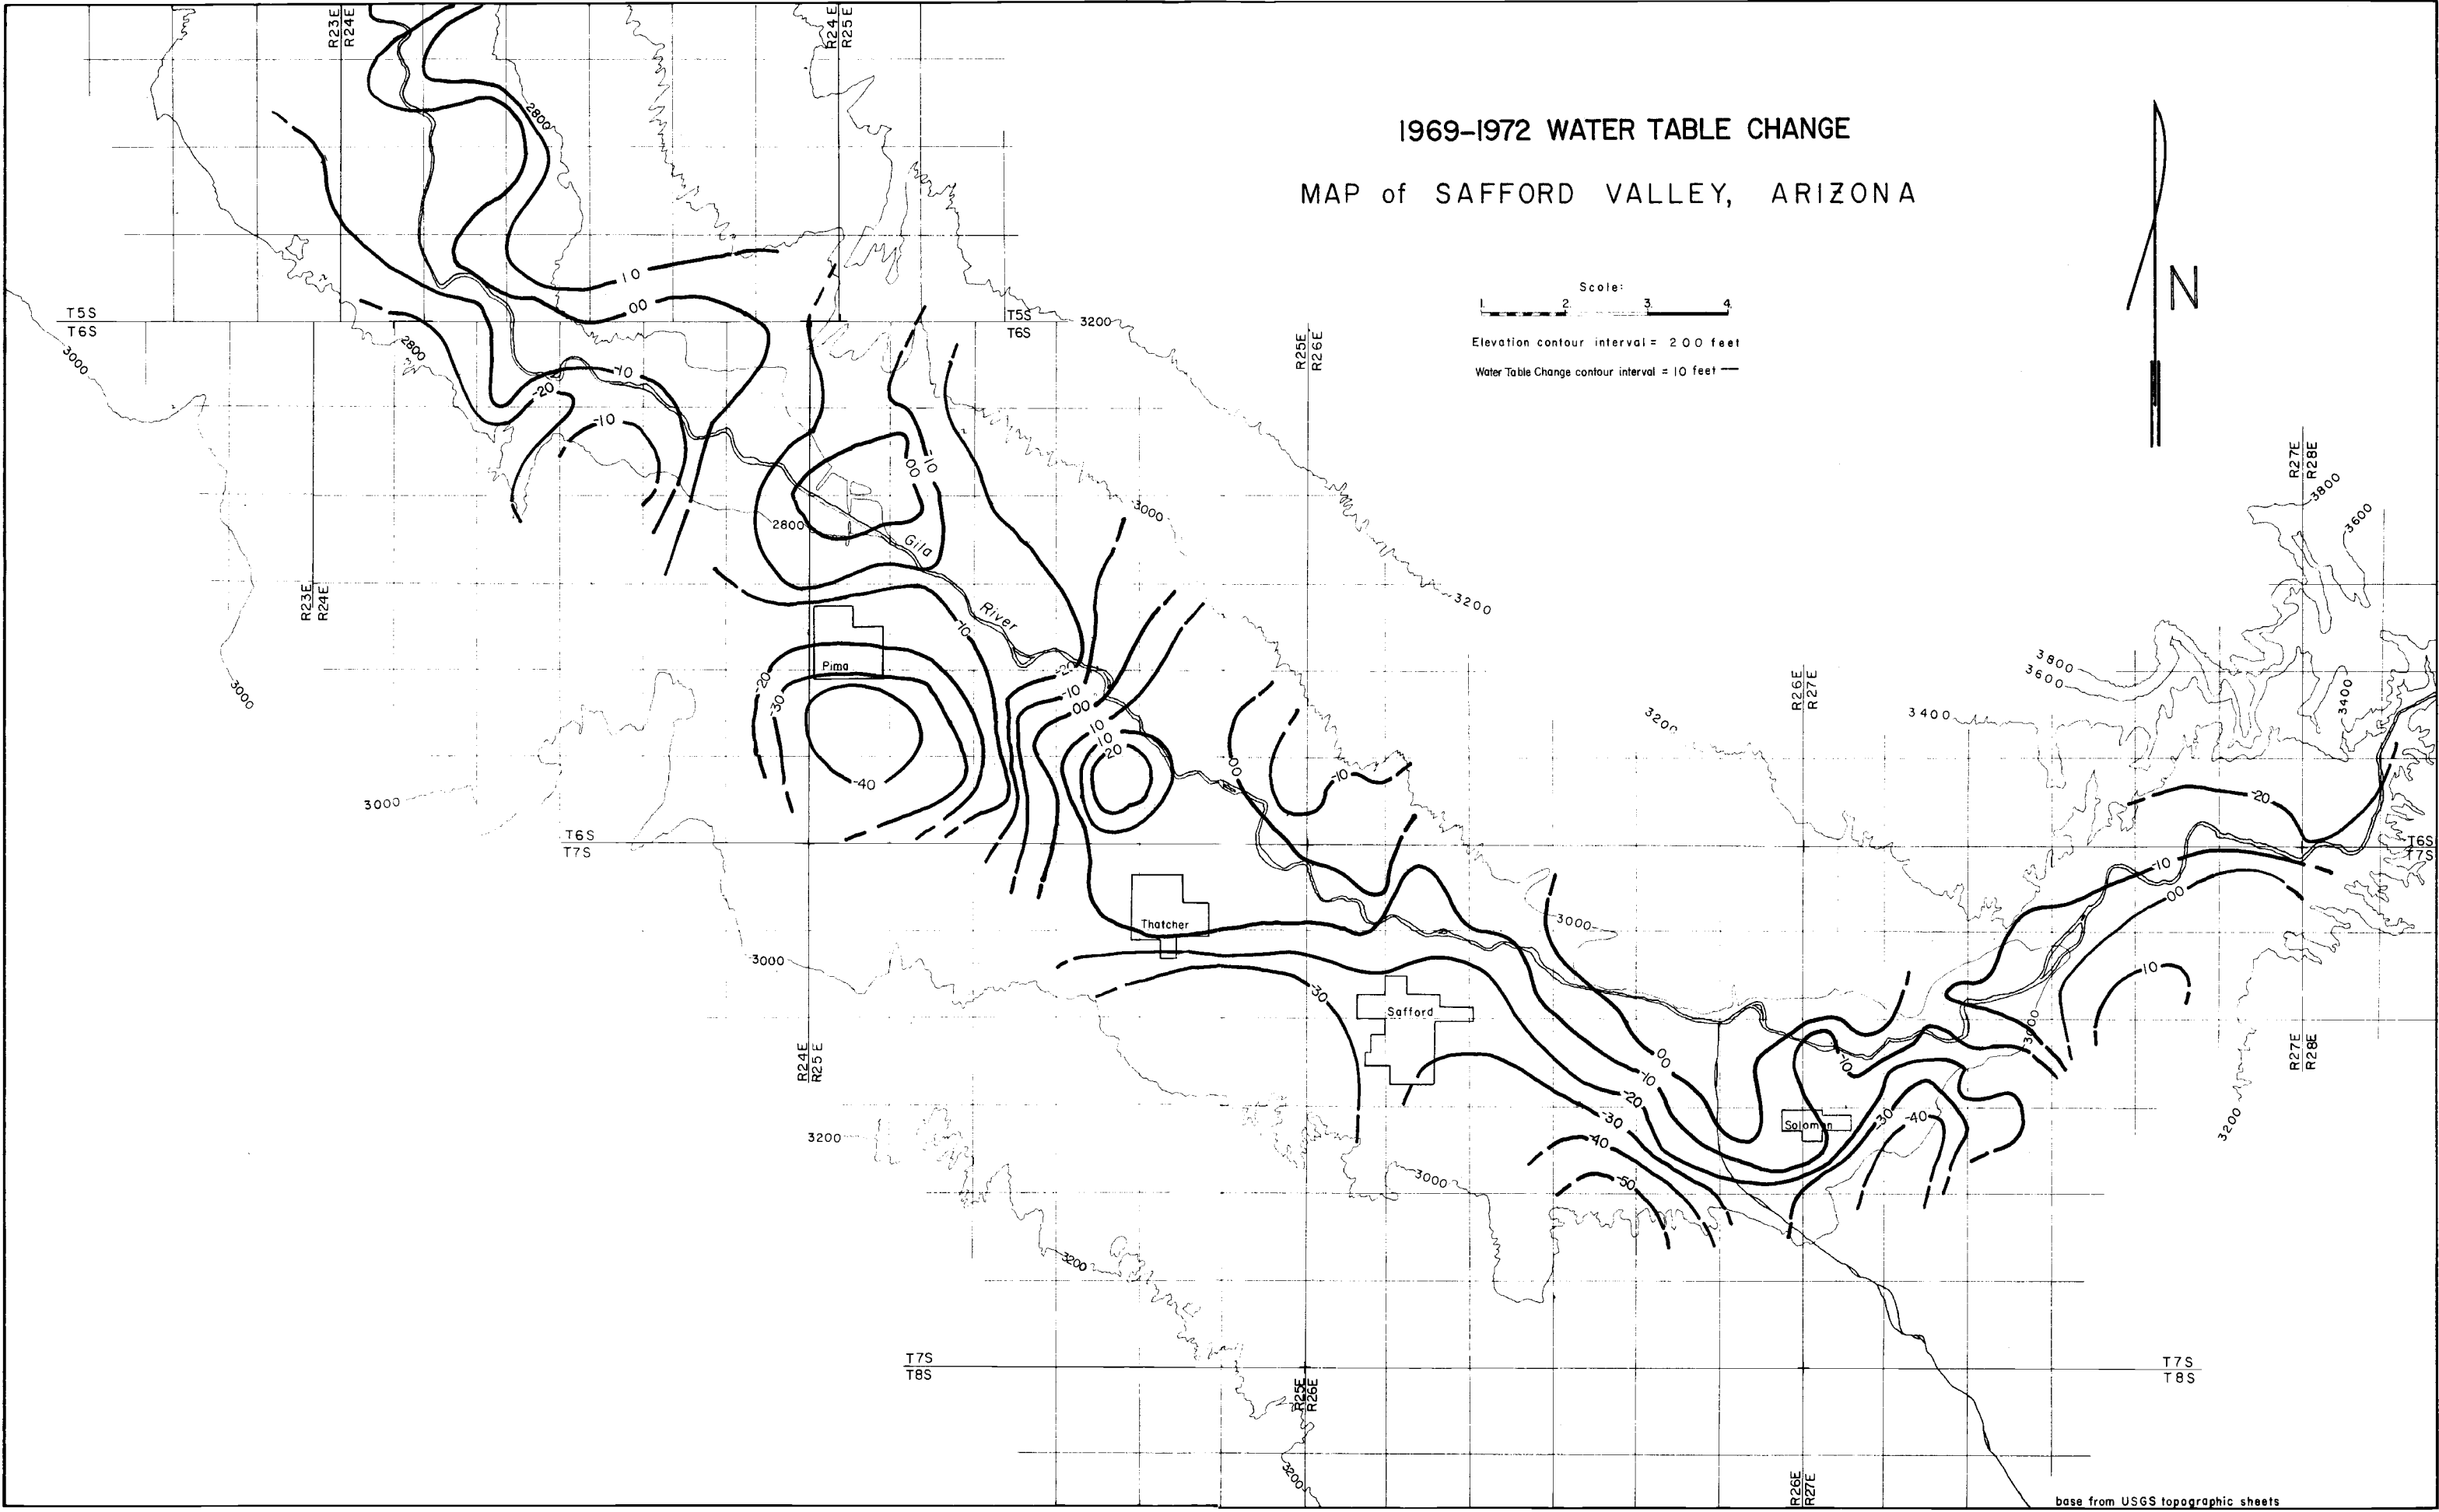 R23E
R24E
R24E
R25E
1969–1972 WATER TABLE CHANGE
MAP of SAFFORD VALLEY, ARIZONA
N
Scale:
1. 2. 3. 4.
Elevation contour interval = 200 feet
Water Table Change contour interval = 10 feet
2800
10
00
T5S
T6S
T5S
T6S
3200
3000
2800
-10
-20
-10
R25E
R26E
00
-10
2800
Gila
3000
R27E
R28E
3800
3600
R23E
R24E
River
3200
-10
Pima
-20
-30
-40
-20
-10
00
10
10
20
3000
00
-10
3200
R26E
R27E
3800
3600
3400
3400
3000
-20
T6S
T7S
T6S
T7S
-10
00
Thatcher
3000
3000
10
-30
Safford
3000
R24E
R25E
R27E
R28E
00
-10
-10
-20
-30
-40
-50
Soloman
-30
-40
3200
3200
3000
3200
T7S
T8S
T7S
T8S
R25E
R26E
3200
R26E
R27E
base from USGS topographic sheets